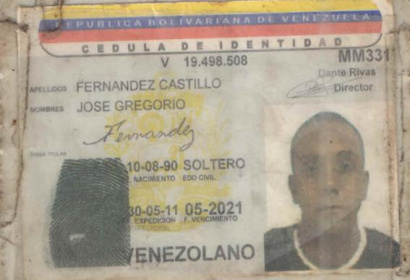 REPUBLICA BOLIVARIANA DE VENEZUELA
CEDULA DE IDENTIDAD
V 19.498.508 MM331
Dante Rivas
Director
APELLIDOS FERNANDEZ CASTILLO
NOMBRES JOSE GREGORIO
Fernandez
FIRMA TITULAR
10-08-90 SOLTERO
NACIMIENTO EDO CIVIL
30-05-11 05-2021
EXPEDICION F. VENCIMIENTO
VENEZOLANO